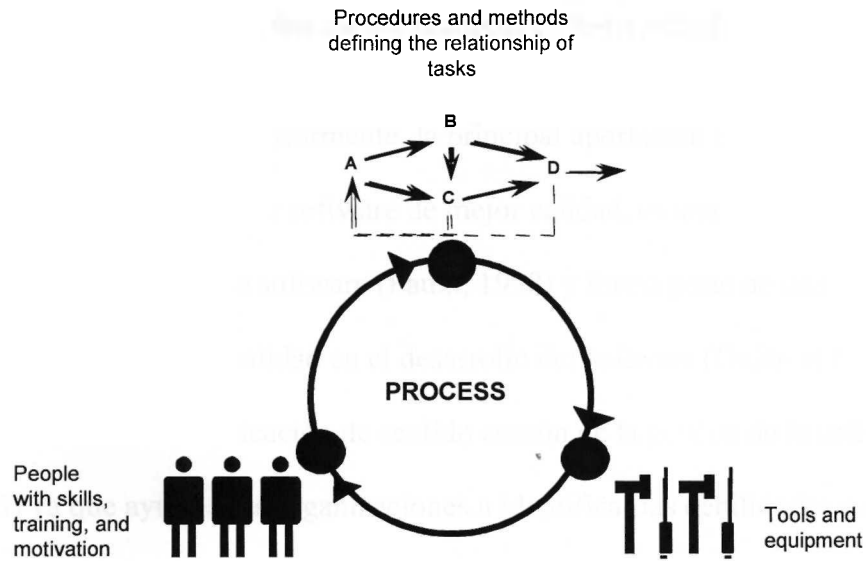 Procedures and methods
defining the relationship of
tasks
B
A
D
C
PROCESS
People
with skills,
training, and
motivation
Tools and
equipment